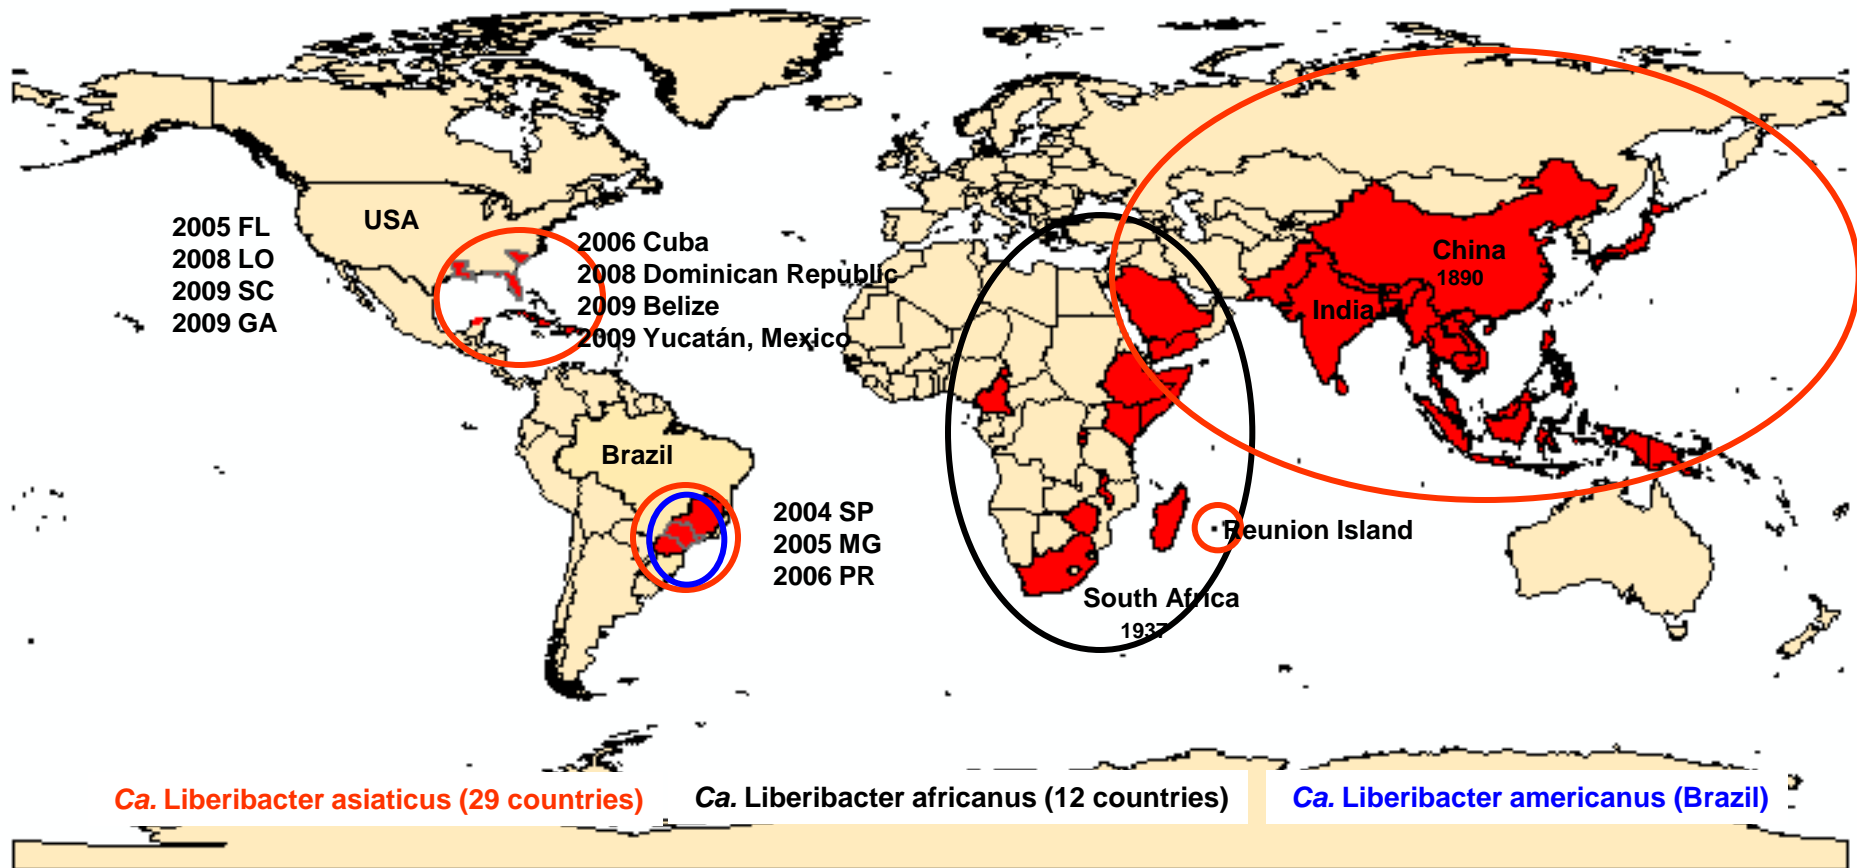 USA
2005 FL
2008 LO
2009 SC
2009 GA
2006 Cuba
2008 Dominican Republic
2009 Belize
2009 Yucatán, Mexico
China
1890
India
Brazil
2004 SP
2005 MG
2006 PR
Reunion Island
South Africa
1937
Ca. Liberibacter asiaticus (29 countries)
Ca. Liberibacter africanus (12 countries)
Ca. Liberibacter americanus (Brazil)